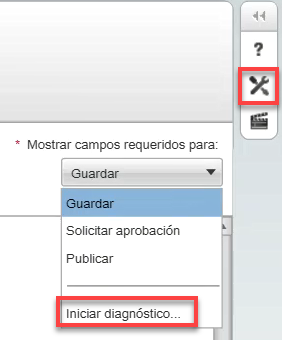 ?
* Mostrar campos requeridos para:
Guardar
Guardar
Solicitar aprobación
Publicar
Iniciar diagnóstico...